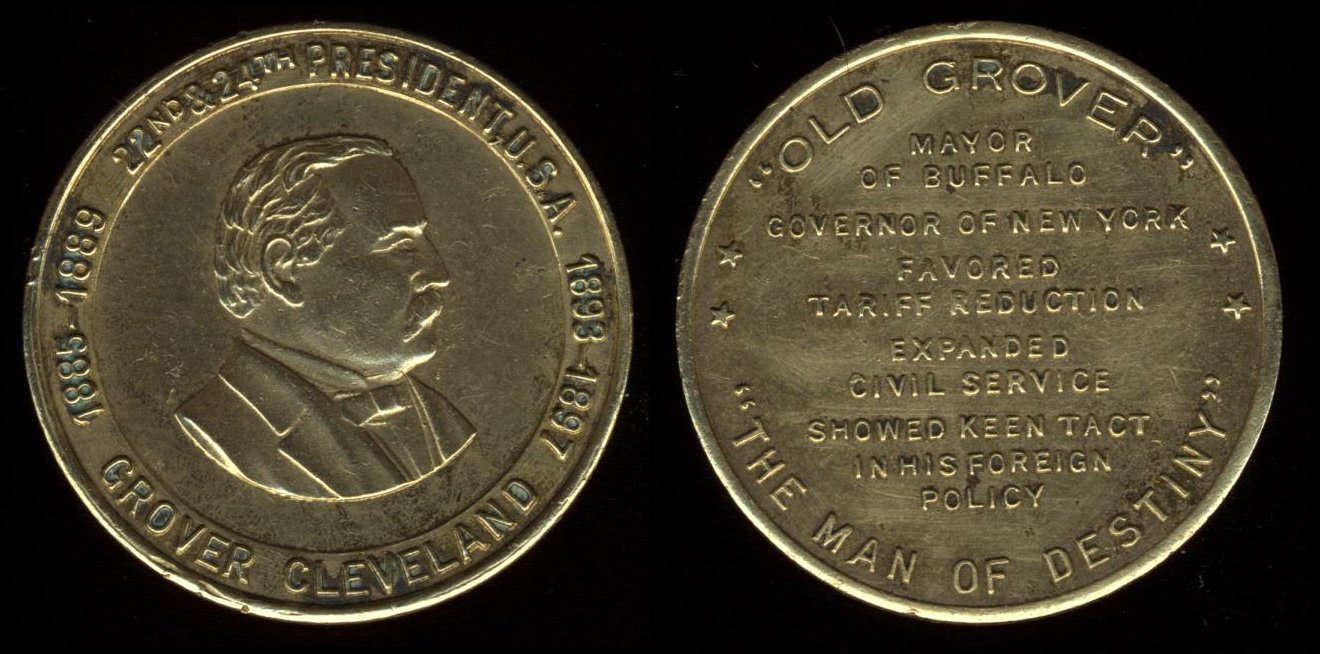 22ND & 24TH PRESIDENT, U.S.A.
1885-1889
1893-1897
GROVER CLEVELAND
"OLD GROVER"
MAYOR
OF BUFFALO
GOVERNOR OF NEW YORK
FAVORED
TARIFF REDUCTION
EXPANDED
CIVIL SERVICE
SHOWED KEEN TACT
IN HIS FOREIGN
POLICY
"THE MAN OF DESTINY"